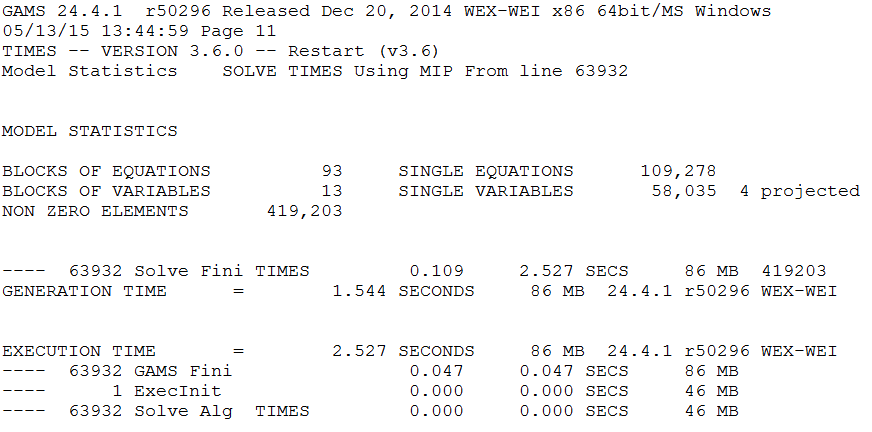 GAMS 24.4.1  r50296 Released Dec 20, 2014 WEX-WEI x86 64bit/MS Windows
05/13/15 13:44:59 Page 11
TIMES -- VERSION 3.6.0 -- Restart (v3.6)
Model Statistics    SOLVE TIMES Using MIP From line 63932
MODEL STATISTICS
BLOCKS OF EQUATIONS          93     SINGLE EQUATIONS      109,278
BLOCKS OF VARIABLES          13     SINGLE VARIABLES       58,035  4 projected
NON ZERO ELEMENTS       419,203
----  63932 Solve Fini TIMES         0.109     2.527 SECS     86 MB  419203
GENERATION TIME      =        1.544 SECONDS     86 MB  24.4.1 r50296 WEX-WEI
EXECUTION TIME       =        2.527 SECONDS     86 MB  24.4.1 r50296 WEX-WEI
----  63932 GAMS Fini                0.047     0.047 SECS     86 MB
----      1 ExecInit                 0.000     0.000 SECS     46 MB
----  63932 Solve Alg  TIMES         0.000     0.000 SECS     46 MB